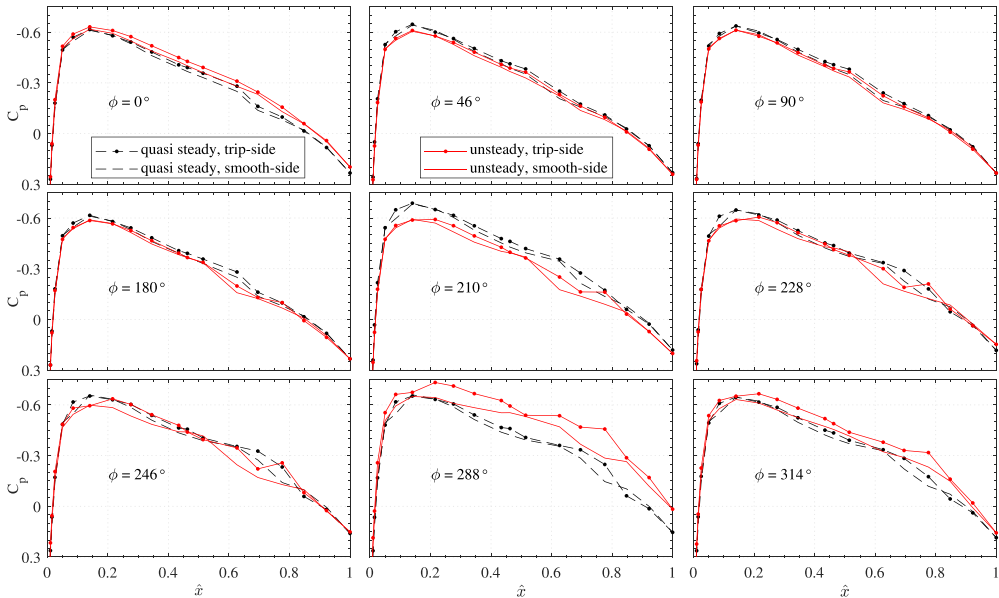 -0.6
-0.3
0
0.3
C_p
ϕ = 0°
quasi steady, trip-side
quasi steady, smooth-side
ϕ = 46°
unsteady, trip-side
unsteady, smooth-side
ϕ = 90°
-0.6
-0.3
0
0.3
C_p
ϕ = 180°
ϕ = 210°
ϕ = 228°
-0.6
-0.3
0
0.3
C_p
ϕ = 246°
ϕ = 288°
ϕ = 314°
0 0.2 0.4 0.6 0.8 1 0 0.2 0.4 0.6 0.8 1 0 0.2 0.4 0.6 0.8 1
x̂ x̂ x̂